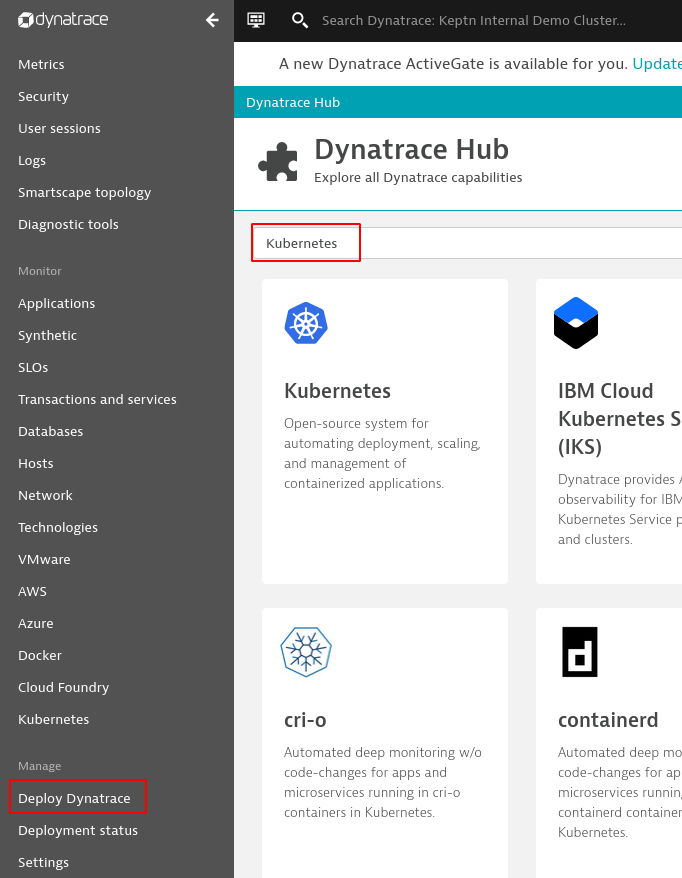 dynatrace
Metrics
Security
User sessions
Logs
Smartscape topology
Diagnostic tools
Monitor
Applications
Synthetic
SLOs
Transactions and services
Databases
Hosts
Network
Technologies
VMware
AWS
Azure
Docker
Cloud Foundry
Kubernetes
Manage
Deploy Dynatrace
Deployment status
Settings
Search Dynatrace: Keptn Internal Demo Cluster...
A new Dynatrace ActiveGate is available for you. Update
Dynatrace Hub
Dynatrace Hub
Explore all Dynatrace capabilities
Kubernetes
Kubernetes
Open-source system for
automating deployment, scaling,
and management of
containerized applications.
IBM Cloud
Kubernetes S
(IKS)
Dynatrace provides A
observability for IBM
Kubernetes Service p
and clusters.
cri-o
Automated deep monitoring w/o
code-changes for apps and
microservices running in cri-o
containers in Kubernetes.
d
containerd
Automated deep mo
code-changes for ap
microservices running
containerd container
Kubernetes.